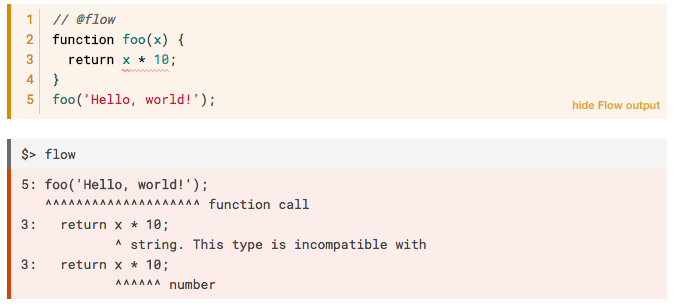 1 // @flow
2 function foo(x) {
3   return x * 10;
4 }
5 foo('Hello, world!');
hide Flow output
$> flow
5: foo('Hello, world!');
   ^^^^^^^^^^^^^^^^^^^^ function call
3:   return x * 10;
            ^ string. This type is incompatible with
3:   return x * 10;
            ^^^^^^ number